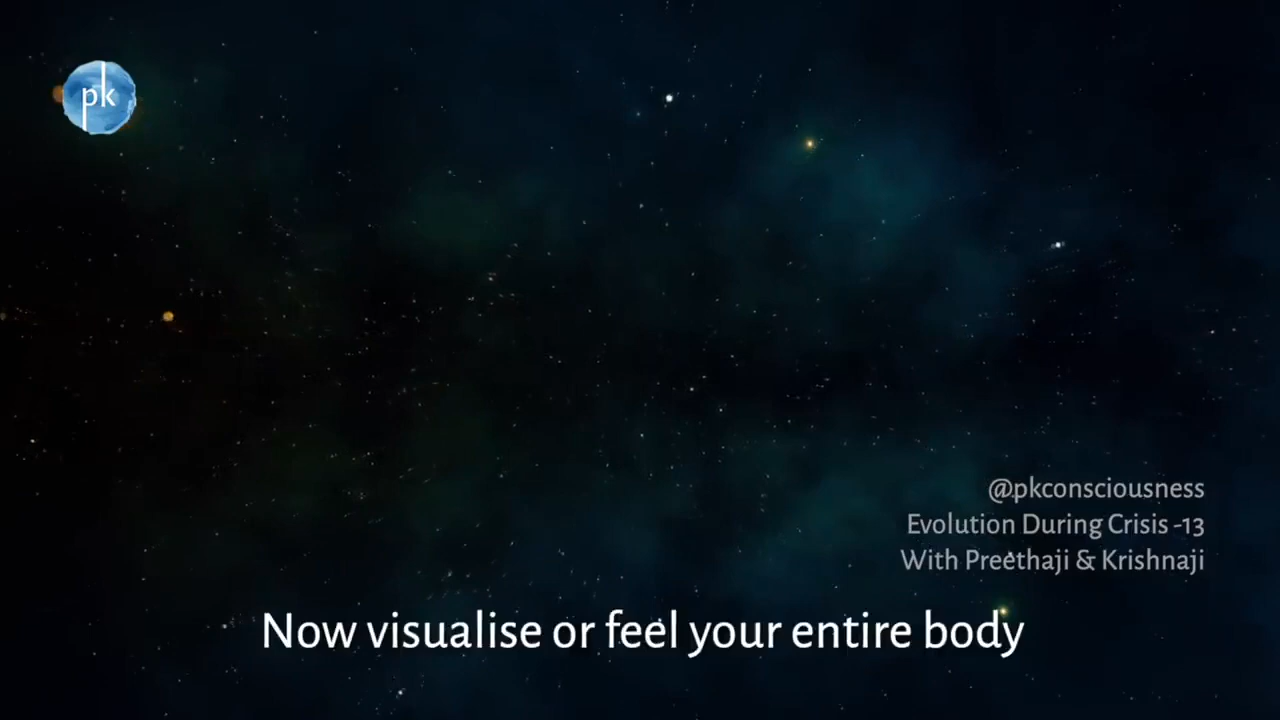 pk
@pkconsciousness
Evolution During Crisis -13
With Preethaji & Krishnaji
Now visualise or feel your entire body